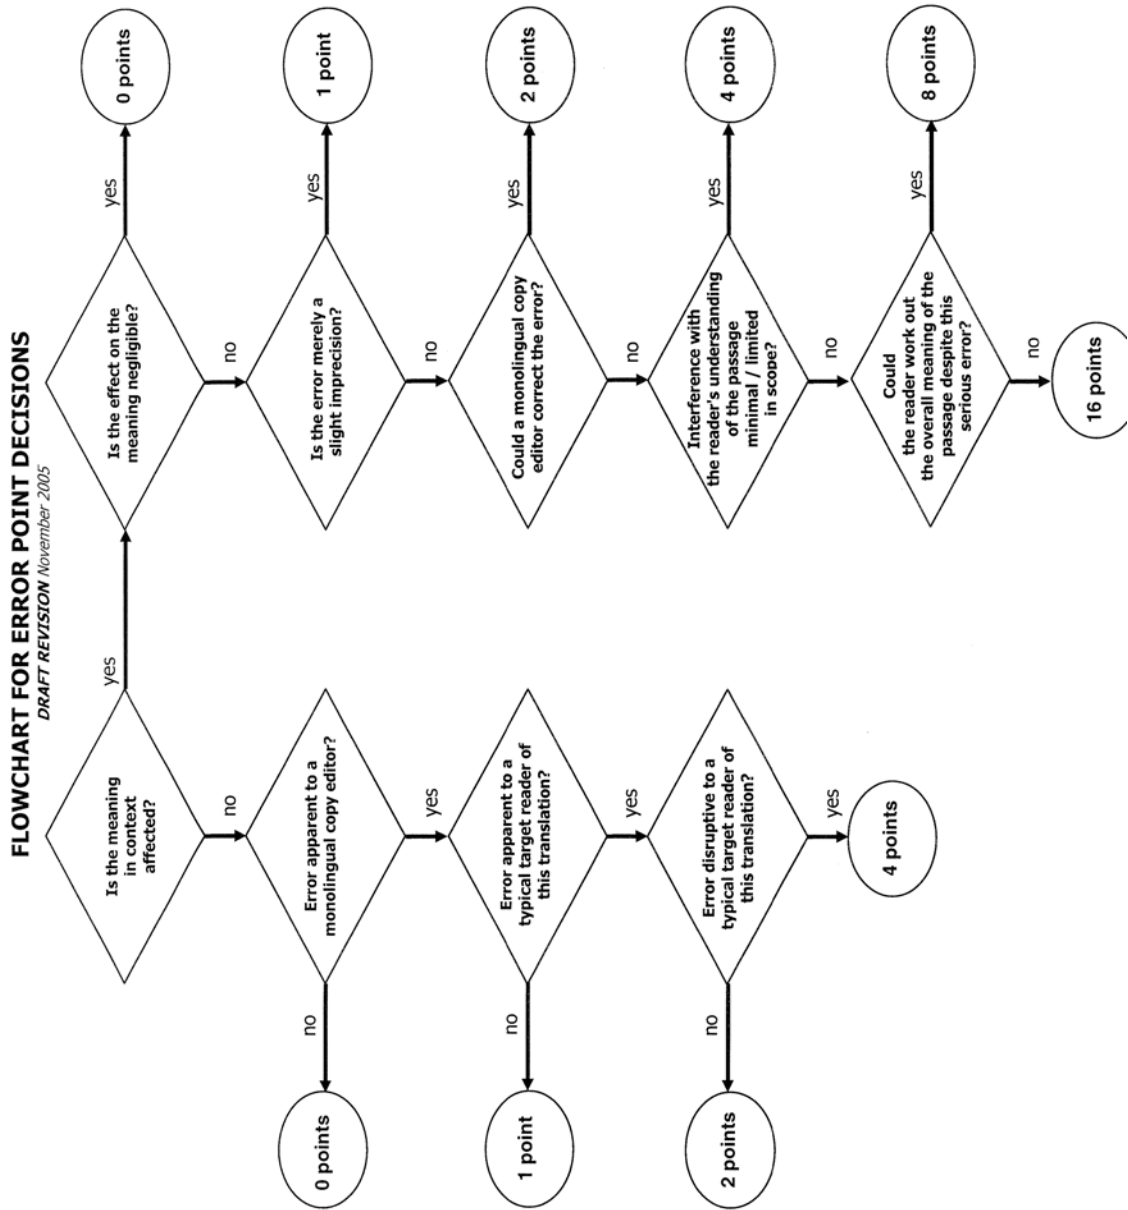 FLOWCHART FOR ERROR POINT DECISIONS
DRAFT REVISION November 2005
Is the meaning
in context
affected?
yes
no
Error apparent to a
monolingual copy editor?
no
0 points
yes
Error apparent to a
typical target reader of
this translation?
no
1 point
yes
Error disruptive to a
typical target reader of
this translation?
no
2 points
yes
4 points
Is the effect on the
meaning negligible?
yes
0 points
no
Is the error merely a
slight imprecision?
yes
1 point
no
Could a monolingual copy
editor correct the error?
yes
2 points
no
Interference with
the reader's understanding
of the passage
minimal / limited
in scope?
yes
4 points
no
Could
the reader work out
the overall meaning of the
passage despite this
serious error?
yes
8 points
no
16 points